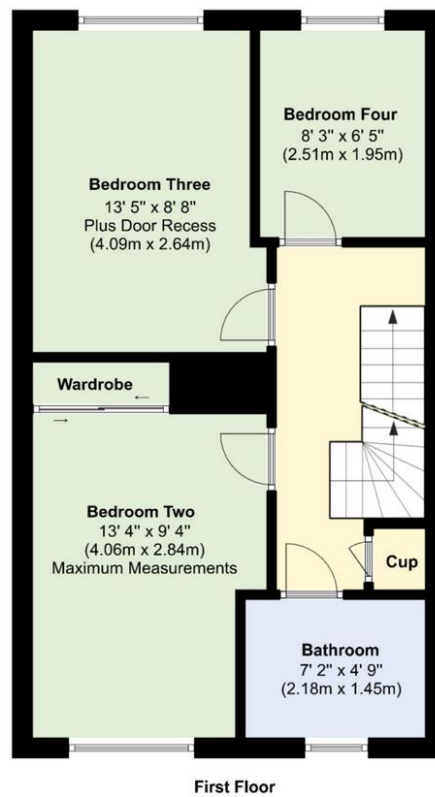 Bedroom Four
8' 3" x 6' 5"
(2.51m x 1.95m)
Bedroom Three
13' 5" x 8' 8"
Plus Door Recess
(4.09m x 2.64m)
Wardrobe
Bedroom Two
13' 4" x 9' 4"
(4.06m x 2.84m)
Maximum Measurements
Cup
Bathroom
7' 2" x 4' 9"
(2.18m x 1.45m)
First Floor